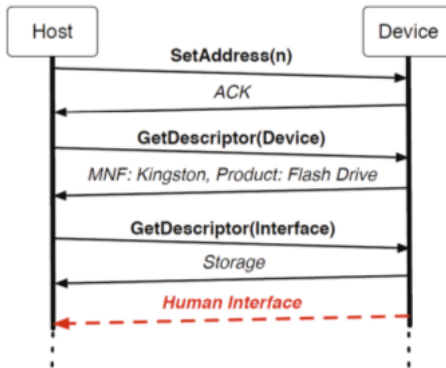 Host
Device
SetAddress(n)
ACK
GetDescriptor(Device)
MNF: Kingston, Product: Flash Drive
GetDescriptor(Interface)
Storage
Human Interface